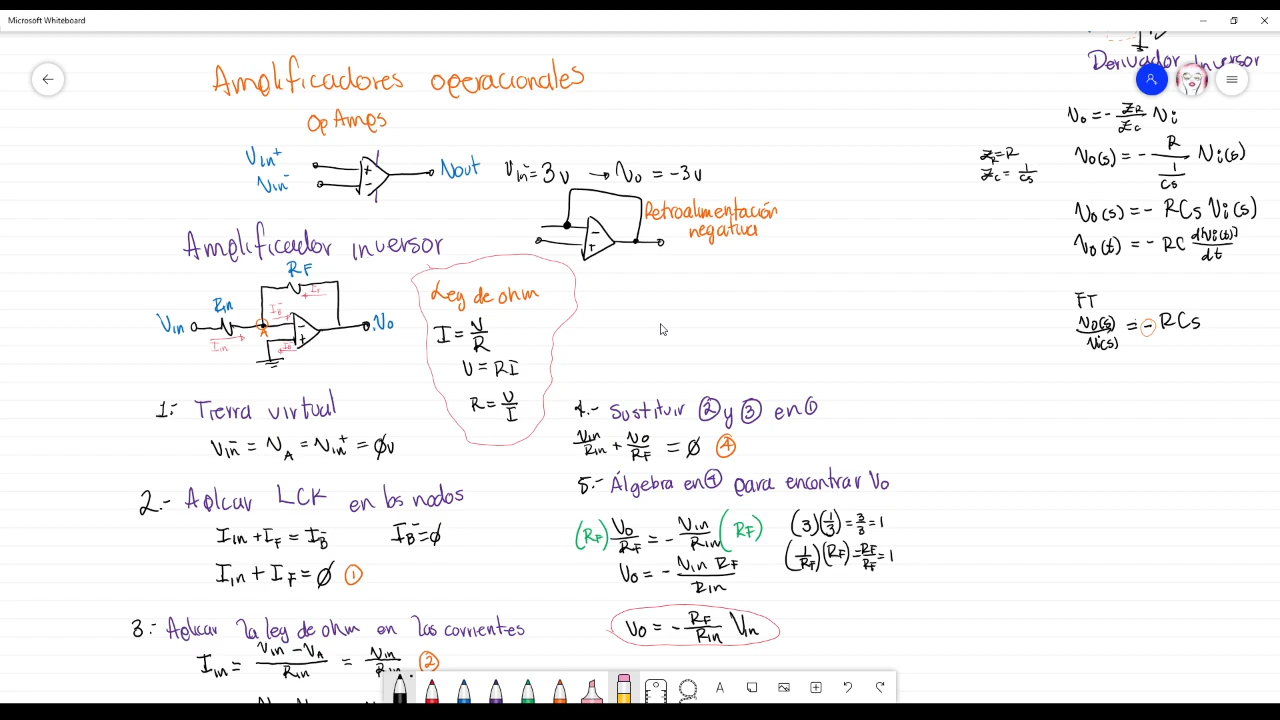 Microsoft Whiteboard
Amplificadores operacionales
OpAmps
Vin+
Vin-
Vout
+
-
Vin- = 3v → Vo = -3v
Retroalimentación
negativa
-
+
Amplificador inversor
RF
Rin
IF
IB-
Vin
A
Vo
Iin
-
+
Ley de ohm
I = V/R
V = RI
R = V/I
1.- Tierra virtual
Vin- = VA = Vin+ = 0v
2.- Aplicar LCK en los nodos
Iin + IF = IB- IB- = 0
Iin + IF = 0 ①
3.- Aplicar la ley de ohm en las corrientes
Iin = (Vin - VA)/Rin = Vin/Rin ②
4.- Sustituir ② y ③ en ①
Vin/Rin + Vo/RF = 0 ④
5.- Álgebra en ④ para encontrar Vo
(RF) Vo/RF = - Vin/Rin (RF)
(3)(1/3) = 3/3 = 1
(1/RF)(RF) = RF/RF = 1
Vo = - Vin RF/Rin
Vo = - RF/Rin Vin
Derivador inversor
Vo = - ZR/ZC Vi
ZR = R
ZC = 1/CS
Vo(s) = - R/(1/CS) Vi(s)
Vo(s) = - RCS Vi(s)
Vo(t) = - RC d[Vi(t)]/dt
FT
Vo(s)/Vi(s) = - RCS
A